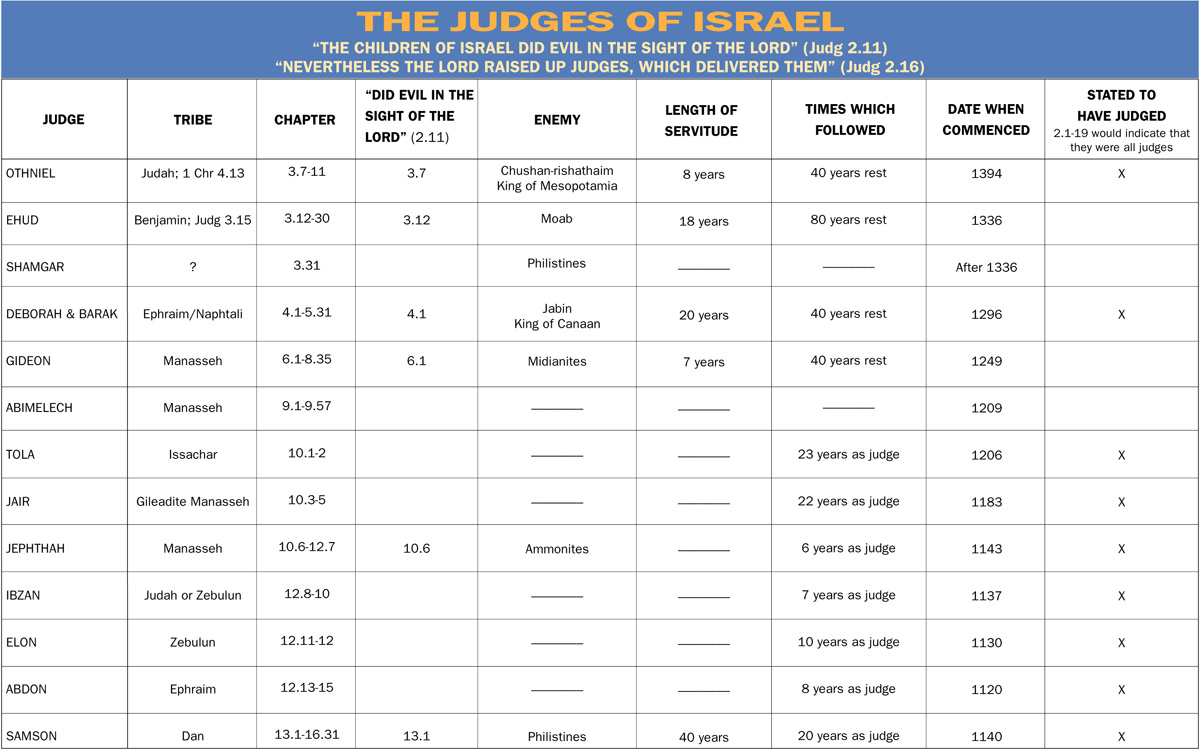 THE JUDGES OF ISRAEL
“THE CHILDREN OF ISRAEL DID EVIL IN THE SIGHT OF THE LORD” (Judg 2.11)
“NEVERTHELESS THE LORD RAISED UP JUDGES, WHICH DELIVERED THEM” (Judg 2.16)
JUDGE
TRIBE
CHAPTER
“DID EVIL IN THE
SIGHT OF THE
LORD” (2.11)
ENEMY
LENGTH OF
SERVITUDE
TIMES WHICH
FOLLOWED
DATE WHEN
COMMENCED
STATED TO
HAVE JUDGED
2.1-19 would indicate that
they were all judges
OTHNIEL Judah; 1 Chr 4.13 3.7-11 3.7 Chushan-rishathaim 8 years 40 years rest 1394 X
King of Mesopotamia
EHUD Benjamin; Judg 3.15 3.12-30 3.12 Moab 18 years 80 years rest 1336
SHAMGAR ? 3.31 Philistines ——— ——— After 1336
DEBORAH & BARAK Ephraim/Naphtali 4.1-5.31 4.1 Jabin 20 years 40 years rest 1296 X
King of Canaan
GIDEON Manasseh 6.1-8.35 6.1 Midianites 7 years 40 years rest 1249
ABIMELECH Manasseh 9.1-9.57 ——— ——— ——— 1209
TOLA Issachar 10.1-2 ——— ——— 23 years as judge 1206 X
JAIR Gileadite Manasseh 10.3-5 ——— ——— 22 years as judge 1183 X
JEPHTHAH Manasseh 10.6-12.7 10.6 Ammonites ——— 6 years as judge 1143 X
IBZAN Judah or Zebulun 12.8-10 ——— ——— 7 years as judge 1137 X
ELON Zebulun 12.11-12 ——— ——— 10 years as judge 1130 X
ABDON Ephraim 12.13-15 ——— ——— 8 years as judge 1120 X
SAMSON Dan 13.1-16.31 13.1 Philistines 40 years 20 years as judge 1140 X